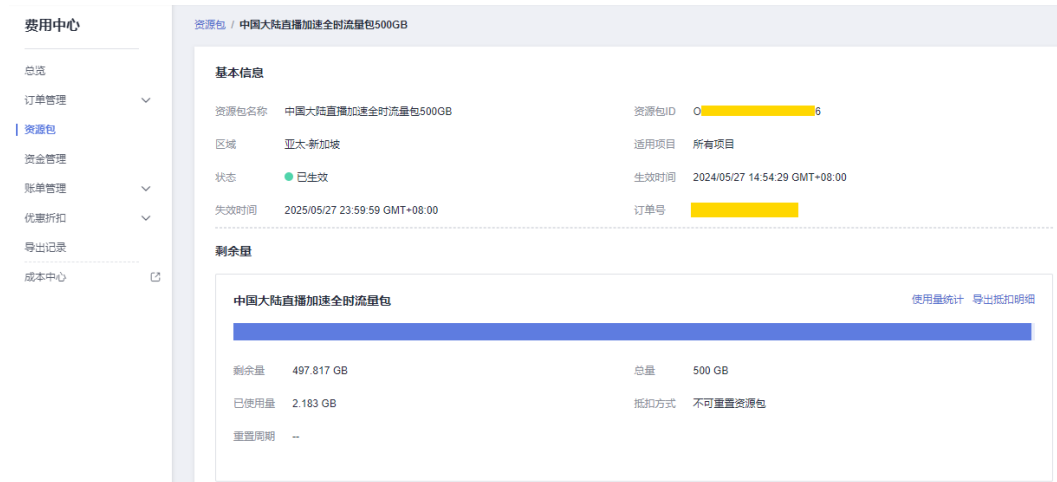 费用中心
总览
订单管理
资源包
资金管理
账单管理
优惠折扣
导出记录
成本中心
资源包 / 中国大陆直播加速全时流量包500GB
基本信息
资源包名称 中国大陆直播加速全时流量包500GB 资源包ID O 6
区域 亚太-新加坡 适用项目 所有项目
状态 已生效 生效时间 2024/05/27 14:54:29 GMT+08:00
失效时间 2025/05/27 23:59:59 GMT+08:00 订单号
剩余量
中国大陆直播加速全时流量包 使用量统计 导出抵扣明细
剩余量 497.817 GB 总量 500 GB
已使用量 2.183 GB 抵扣方式 不可重置资源包
重置周期 --